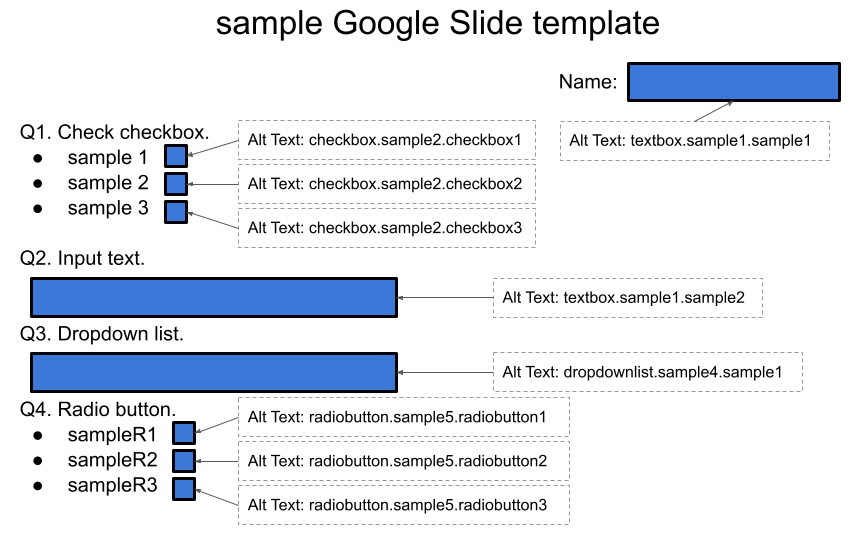 sample Google Slide template
Name:
Alt Text: textbox.sample1.sample1
Q1. Check checkbox.
● sample 1
Alt Text: checkbox.sample2.checkbox1
● sample 2
Alt Text: checkbox.sample2.checkbox2
● sample 3
Alt Text: checkbox.sample2.checkbox3
Q2. Input text.
Alt Text: textbox.sample1.sample2
Q3. Dropdown list.
Alt Text: dropdownlist.sample4.sample1
Q4. Radio button.
● sampleR1
Alt Text: radiobutton.sample5.radiobutton1
● sampleR2
Alt Text: radiobutton.sample5.radiobutton2
● sampleR3
Alt Text: radiobutton.sample5.radiobutton3